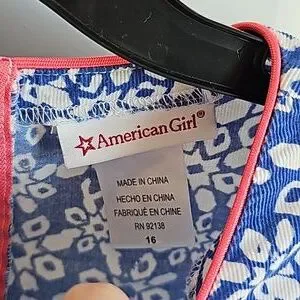 American Girl®
MADE IN CHINA
HECHO EN CHINA
FABRIQUÉ EN CHINE
RN 92138
16